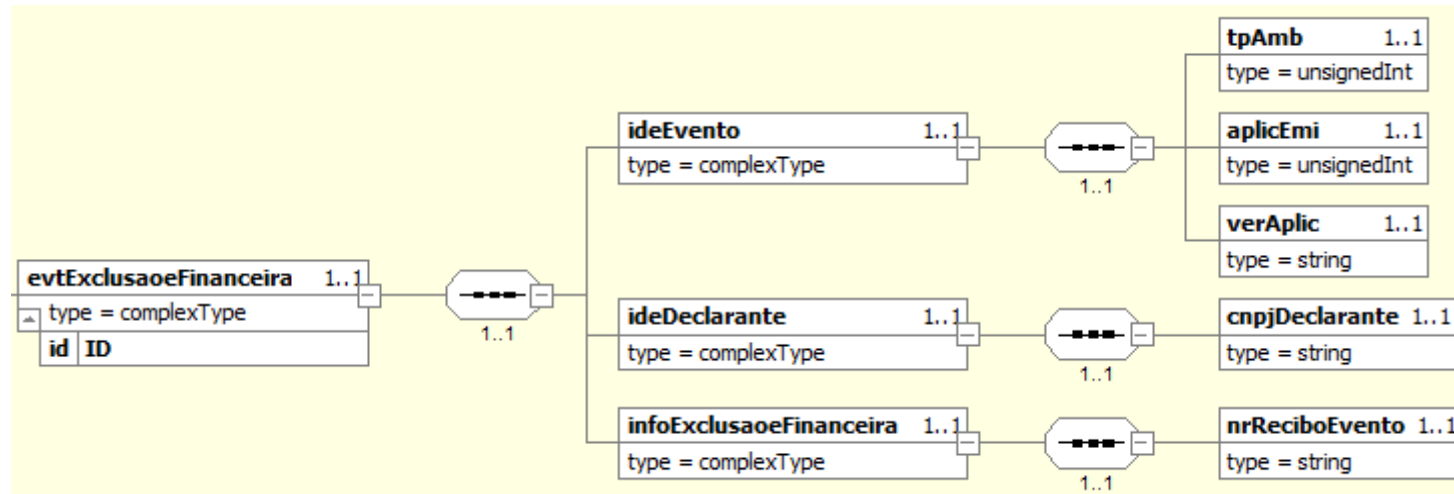 tpAmb 1..1
type = unsignedInt
ideEvento 1..1
type = complexType
1..1
aplicEmi 1..1
type = unsignedInt
verAplic 1..1
type = string
evtExclusaoeFinanceira 1..1
type = complexType
id ID
1..1
ideDeclarante 1..1
type = complexType
1..1
cnpjDeclarante 1..1
type = string
infoExclusaoeFinanceira 1..1
type = complexType
1..1
nrReciboEvento 1..1
type = string